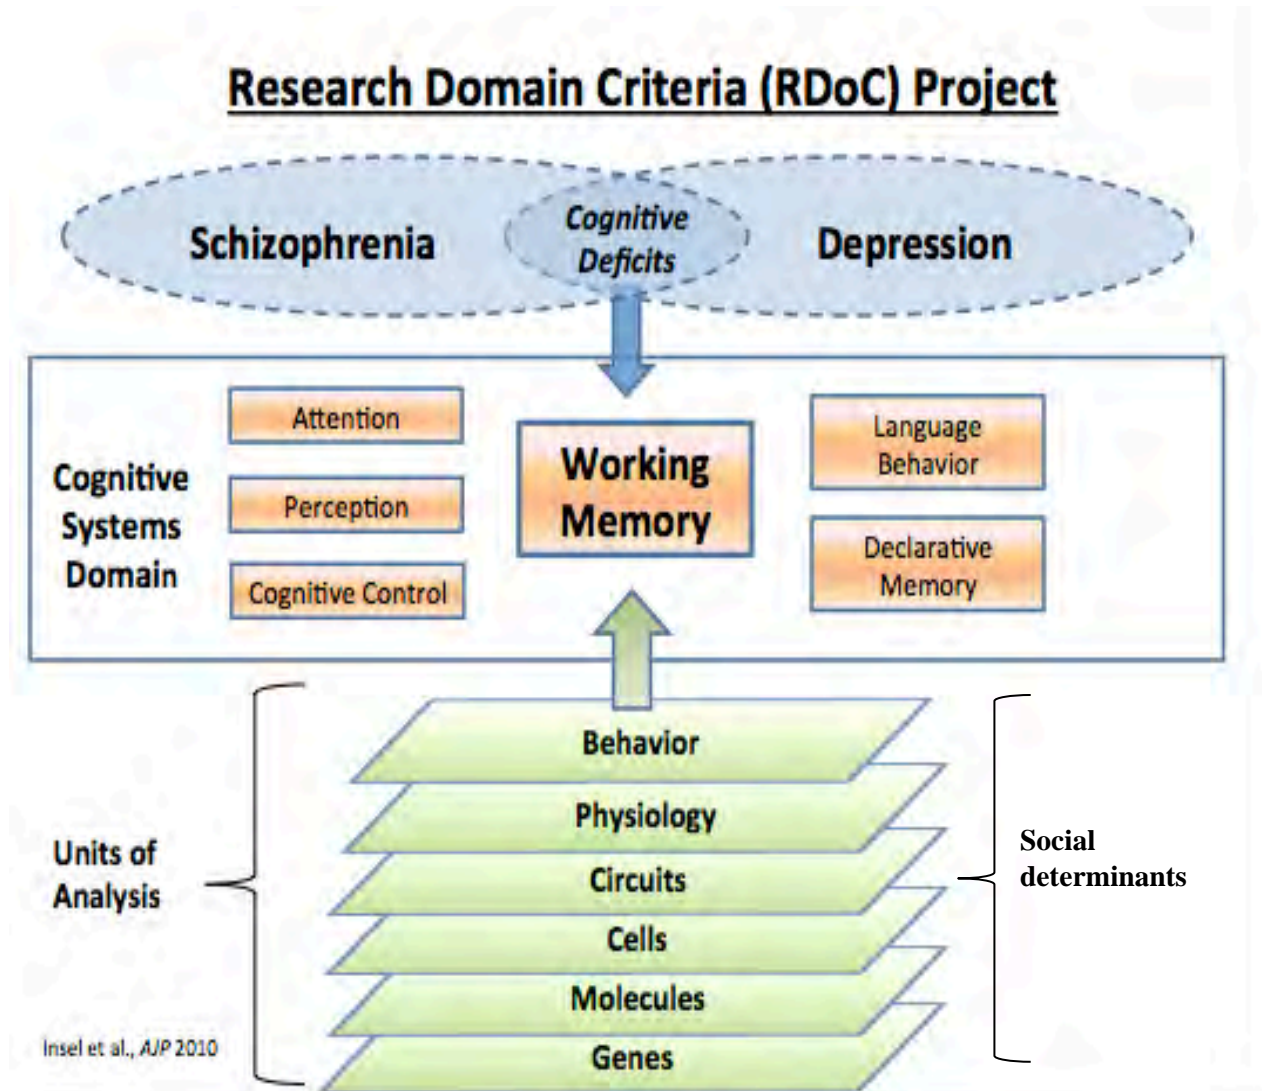 Research Domain Criteria (RDoC) Project
Schizophrenia
Cognitive
Deficits
Depression
Cognitive
Systems
Domain
Attention
Perception
Cognitive Control
Working
Memory
Language
Behavior
Declarative
Memory
Units of
Analysis
Behavior
Physiology
Circuits
Cells
Molecules
Genes
Social
determinants
Insel et al., AJP 2010